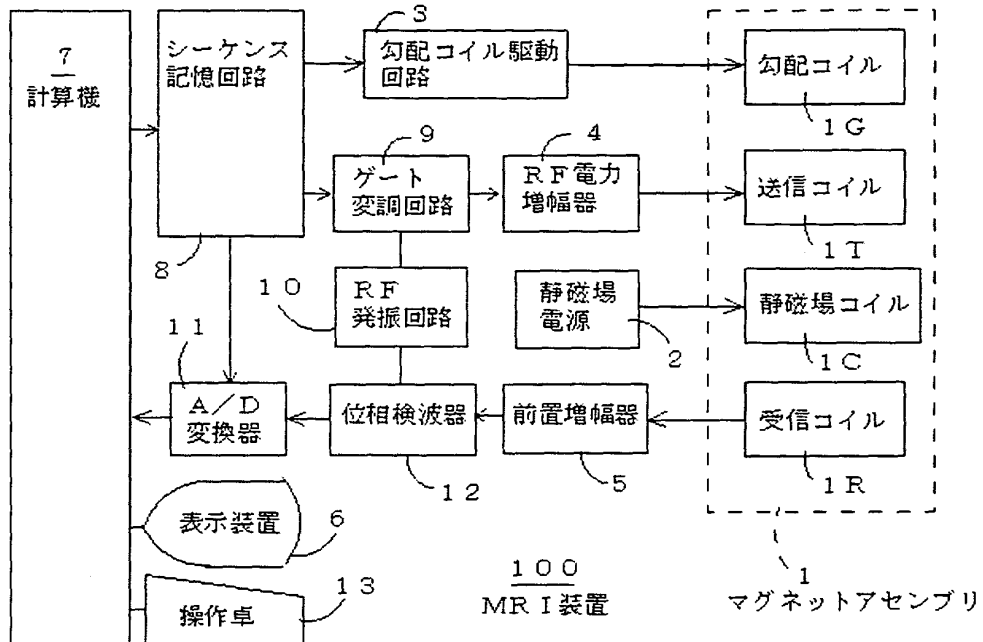 7
計算機
シーケンス
記憶回路
8
3
勾配コイル駆動
回路
勾配コイル
1G
9
ゲート
変調回路
4
RF電力
増幅器
送信コイル
1T
10
RF
発振回路
静磁場
電源
2
静磁場コイル
1C
11
A/D
変換器
位相検波器
12
前置増幅器
5
受信コイル
1R
表示装置
6
操作卓
13
100
MRI装置
1
マグネットアセンブリ